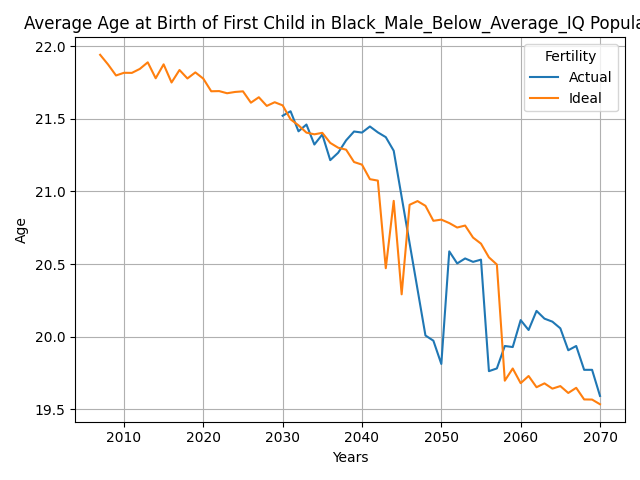 Average Age at Birth of First Child in Black_Male_Below_Average_IQ Popula
22.0
21.5
21.0
20.5
20.0
19.5
Age
Fertility
Actual
Ideal
2010 2020 2030 2040 2050 2060 2070
Years